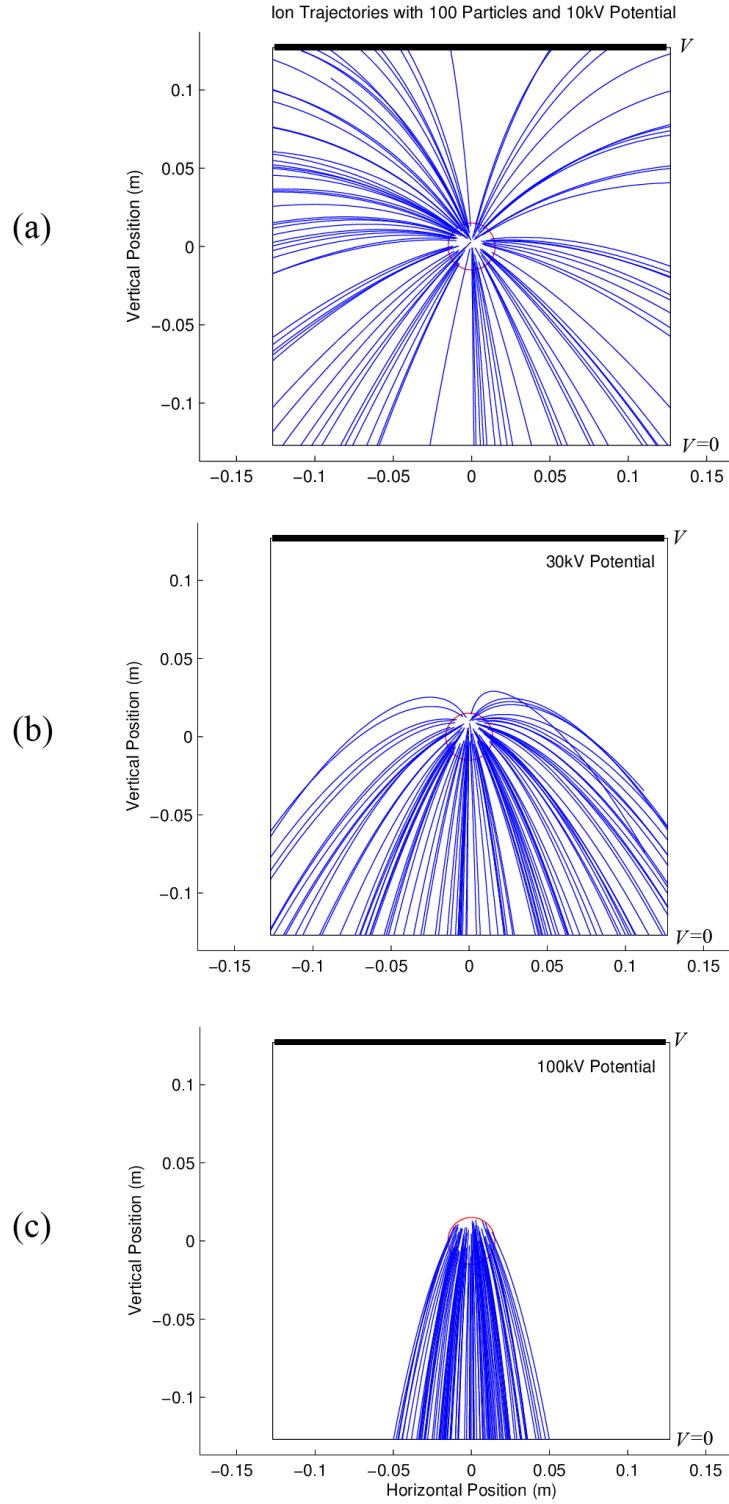 Ion Trajectories with 100 Particles and 10kV Potential
V
0.1
0.05
(a)
Vertical Position (m)
0
−0.05
−0.1
V=0
−0.15 −0.1 −0.05 0 0.05 0.1 0.15
V
30kV Potential
0.1
0.05
(b)
Vertical Position (m)
0
−0.05
−0.1
V=0
−0.15 −0.1 −0.05 0 0.05 0.1 0.15
V
100kV Potential
0.1
0.05
(c)
Vertical Position (m)
0
−0.05
−0.1
V=0
−0.15 −0.1 −0.05 0 0.05 0.1 0.15
Horizontal Position (m)